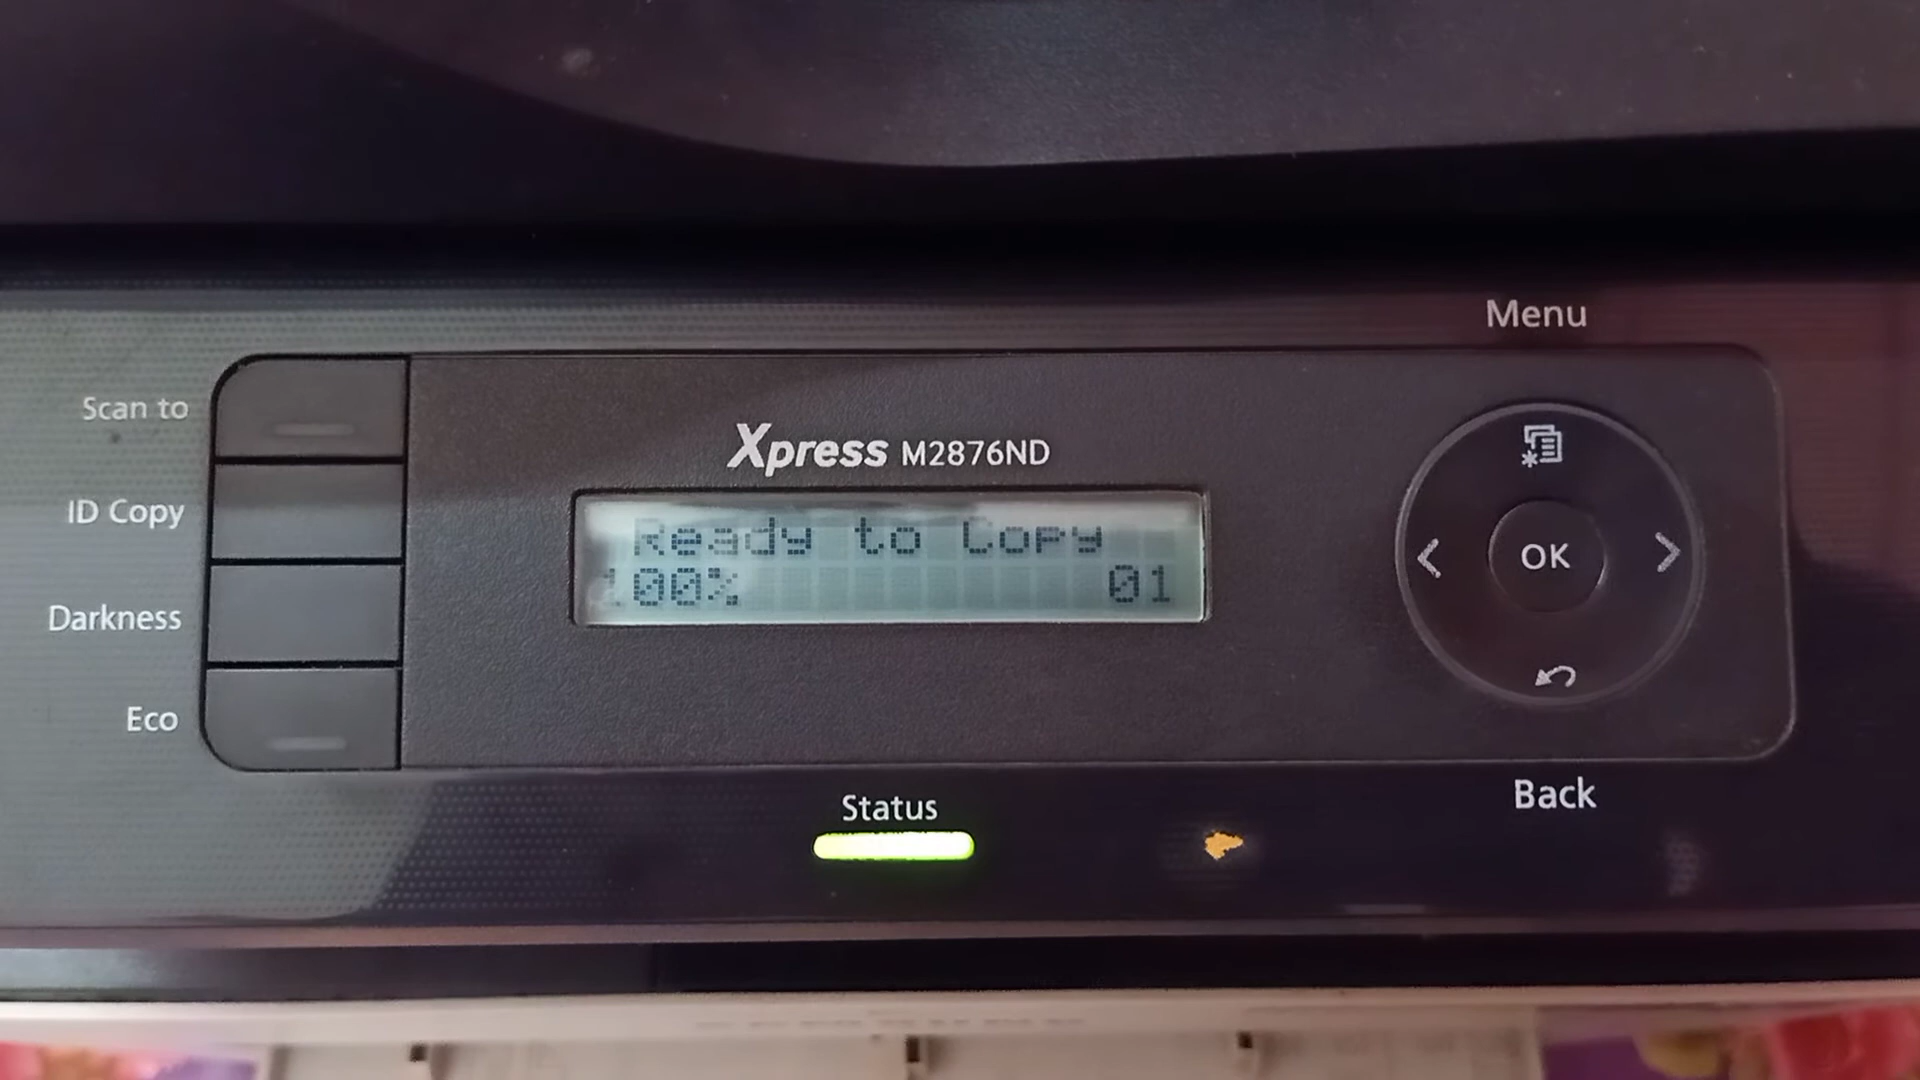 Menu
Scan to
Xpress M2876ND
ID Copy
Ready to Copy
100% 01
OK
Darkness
Eco
Status
Back